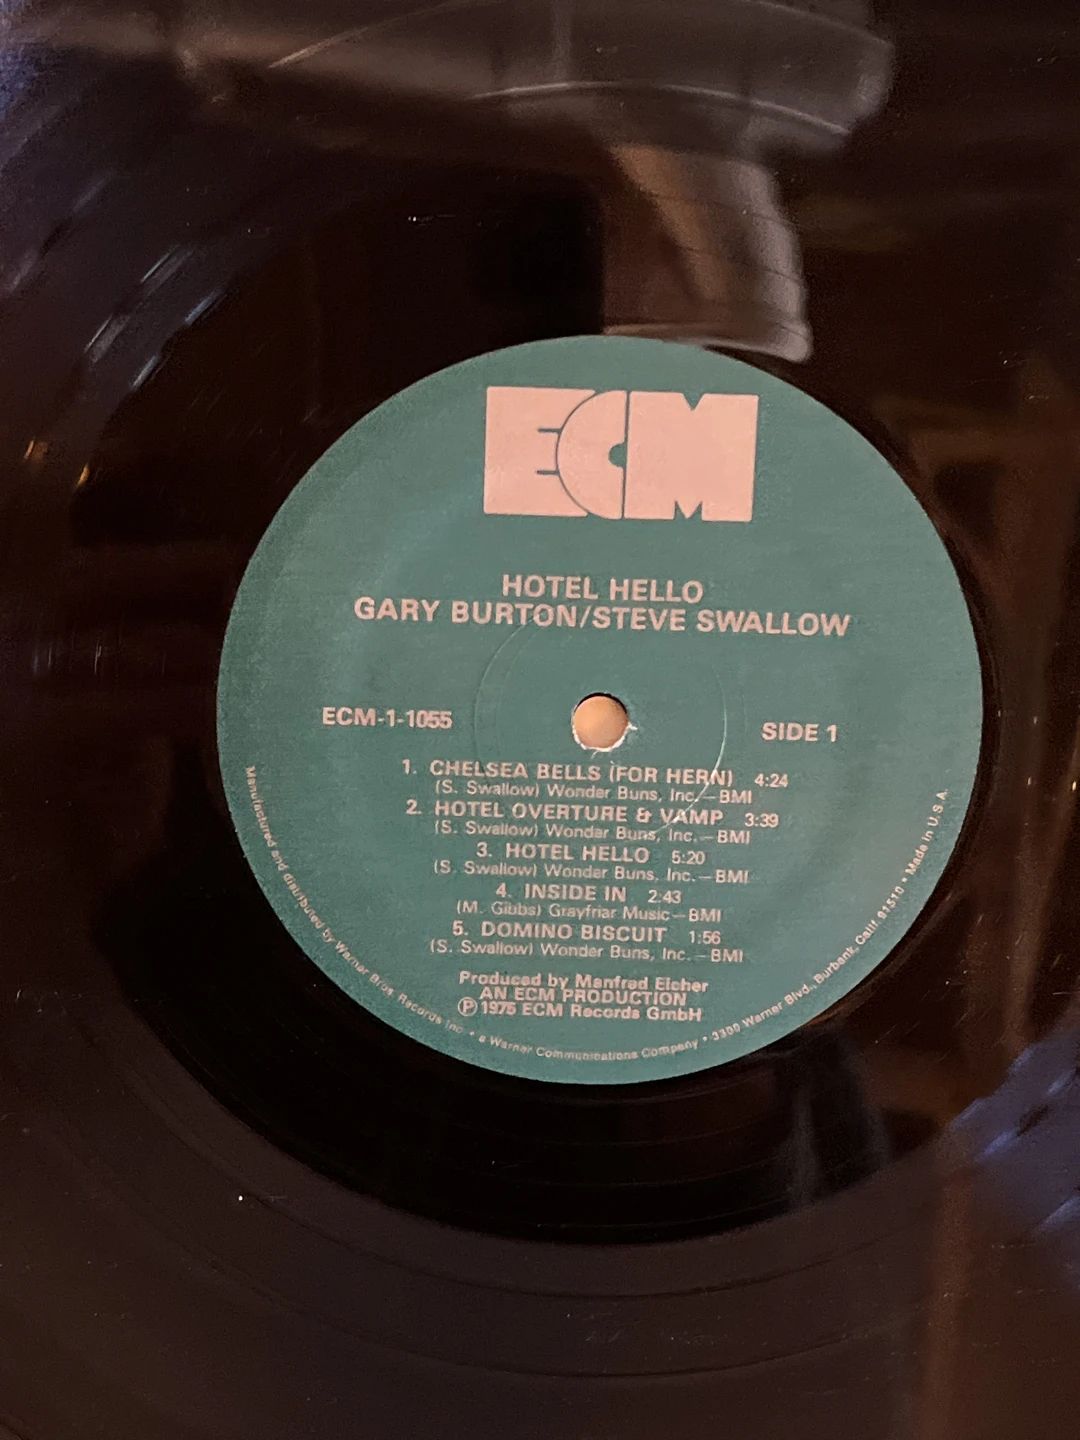 ECM
HOTEL HELLO
GARY BURTON/STEVE SWALLOW
ECM-1-1055
SIDE 1
1. CHELSEA BELLS (FOR HERN) 4:24
(S. Swallow) Wonder Buns, Inc.—BMI
2. HOTEL OVERTURE & VAMP 3:39
(S. Swallow) Wonder Buns, Inc.—BMI
3. HOTEL HELLO 5:20
(S. Swallow) Wonder Buns, Inc.—BMI
4. INSIDE IN 2:43
(M. Gibbs) Grayfriar Music—BMI
5. DOMINO BISCUIT 1:56
(S. Swallow) Wonder Buns, Inc.—BMI
Produced by Manfred Eicher
AN ECM PRODUCTION
Ⓟ 1975 ECM Records GmbH
Manufactured and distributed by Warner Bros. Records Inc. • a Warner Communications Company • 3300 Warner Blvd., Burbank, Calif. 91510 • Made in U.S.A.